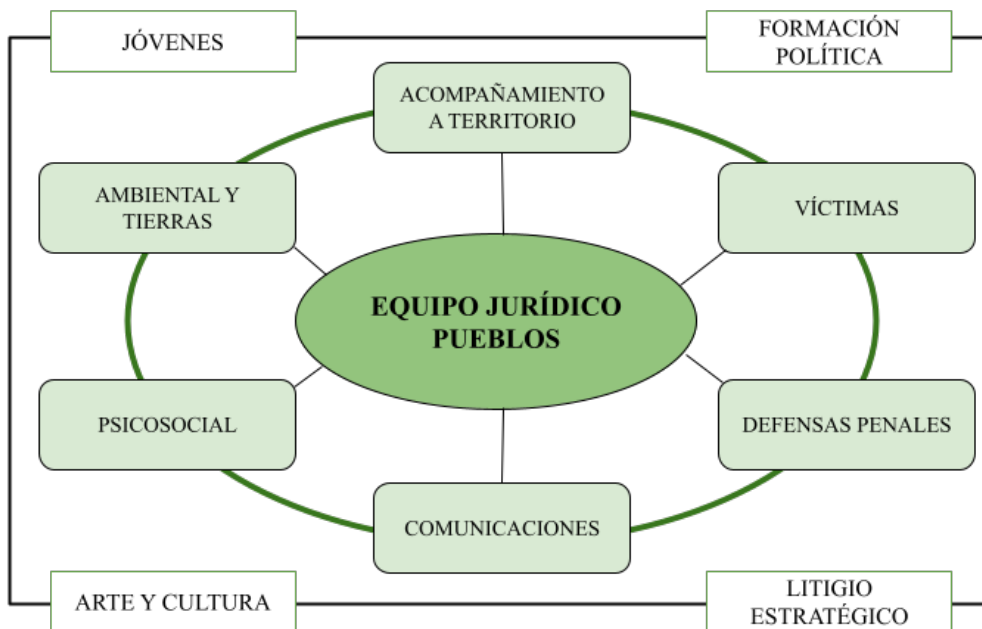 JÓVENES
FORMACIÓN
POLÍTICA
ACOMPAÑAMIENTO
A TERRITORIO
AMBIENTAL Y
TIERRAS
VÍCTIMAS
EQUIPO JURÍDICO
PUEBLOS
PSICOSOCIAL
DEFENSAS PENALES
COMUNICACIONES
ARTE Y CULTURA
LITIGIO
ESTRATÉGICO